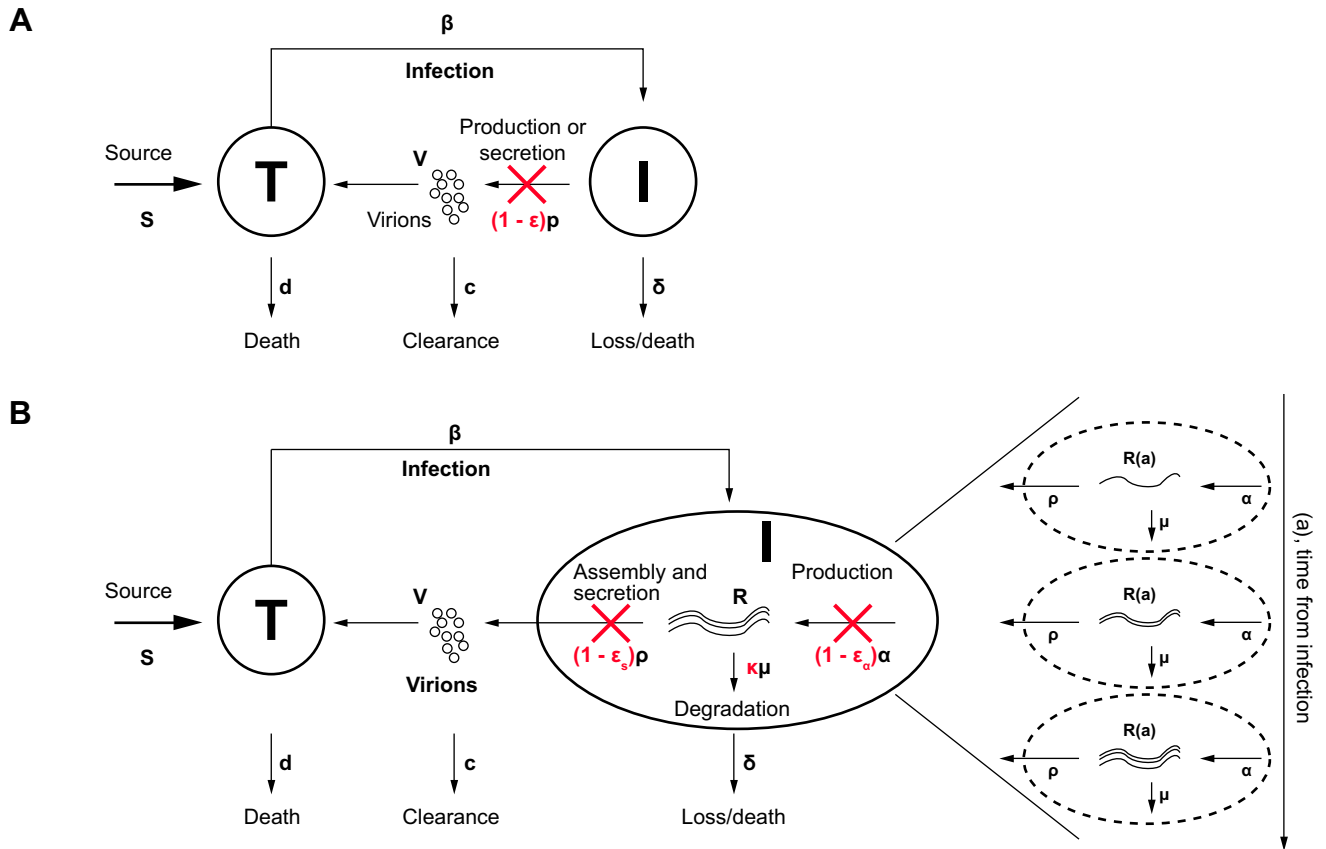 A
β
Infection
Source
S
T
V
Virions
Production or
secretion
(1 - ε)p
I
d
c
δ
Death
Clearance
Loss/death
B
β
Infection
Source
S
T
V
Virions
I
Assembly and
secretion
(1 - εs)ρ
R
Production
(1 - εα)α
κμ
Degradation
d
c
δ
Death
Clearance
Loss/death
R(a)
ρ
α
μ
R(a)
ρ
α
μ
R(a)
ρ
α
μ
(a), time from infection